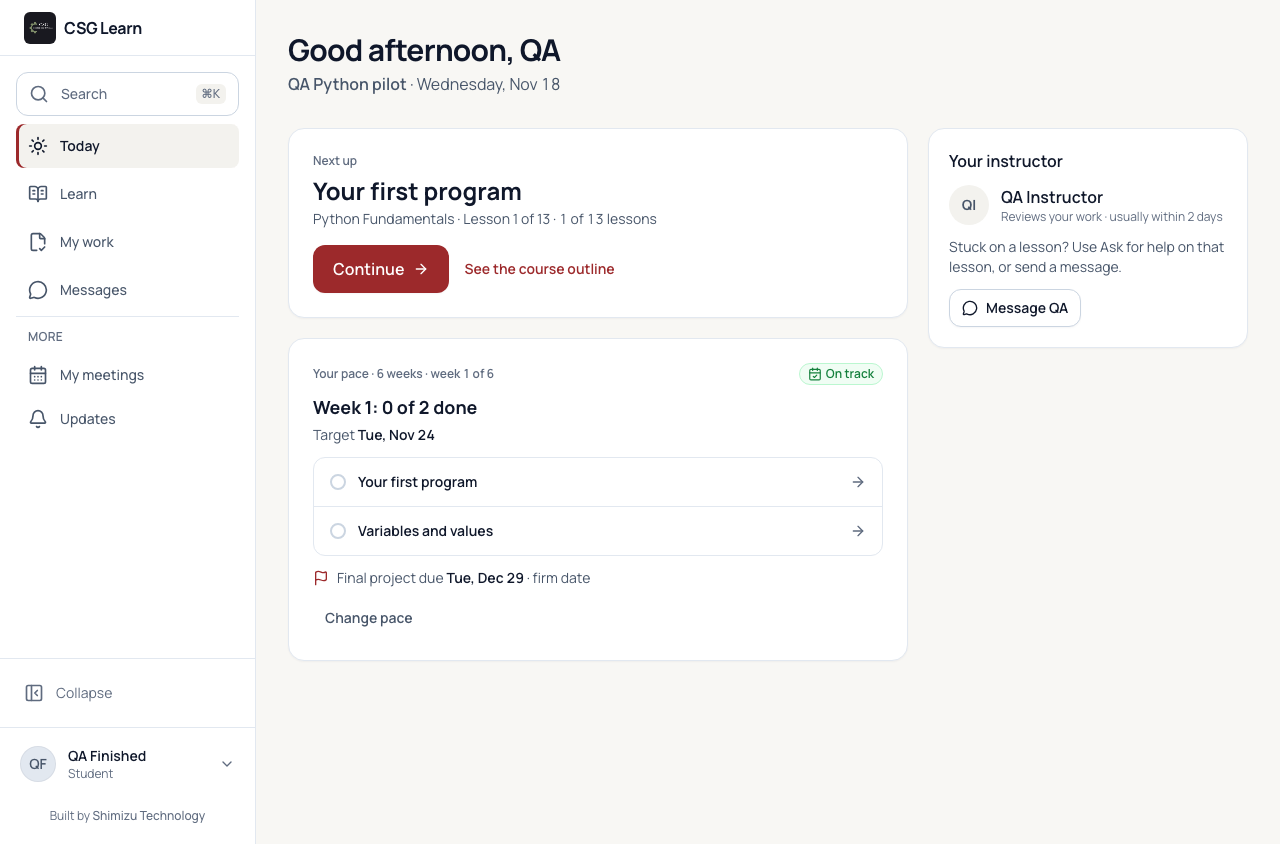 CSG Learn
Search ⌘K
Today
Learn
My work
Messages
MORE
My meetings
Updates
Collapse
QF
QA Finished
Student
Built by Shimizu Technology
Good afternoon, QA
QA Python pilot · Wednesday, Nov 18
Next up
Your first program
Python Fundamentals · Lesson 1 of 13 · 1 of 13 lessons
Continue
See the course outline
Your pace · 6 weeks · week 1 of 6
On track
Week 1: 0 of 2 done
Target Tue, Nov 24
Your first program
Variables and values
Final project due Tue, Dec 29 · firm date
Change pace
Your instructor
QI
QA Instructor
Reviews your work · usually within 2 days
Stuck on a lesson? Use Ask for help on that
lesson, or send a message.
Message QA